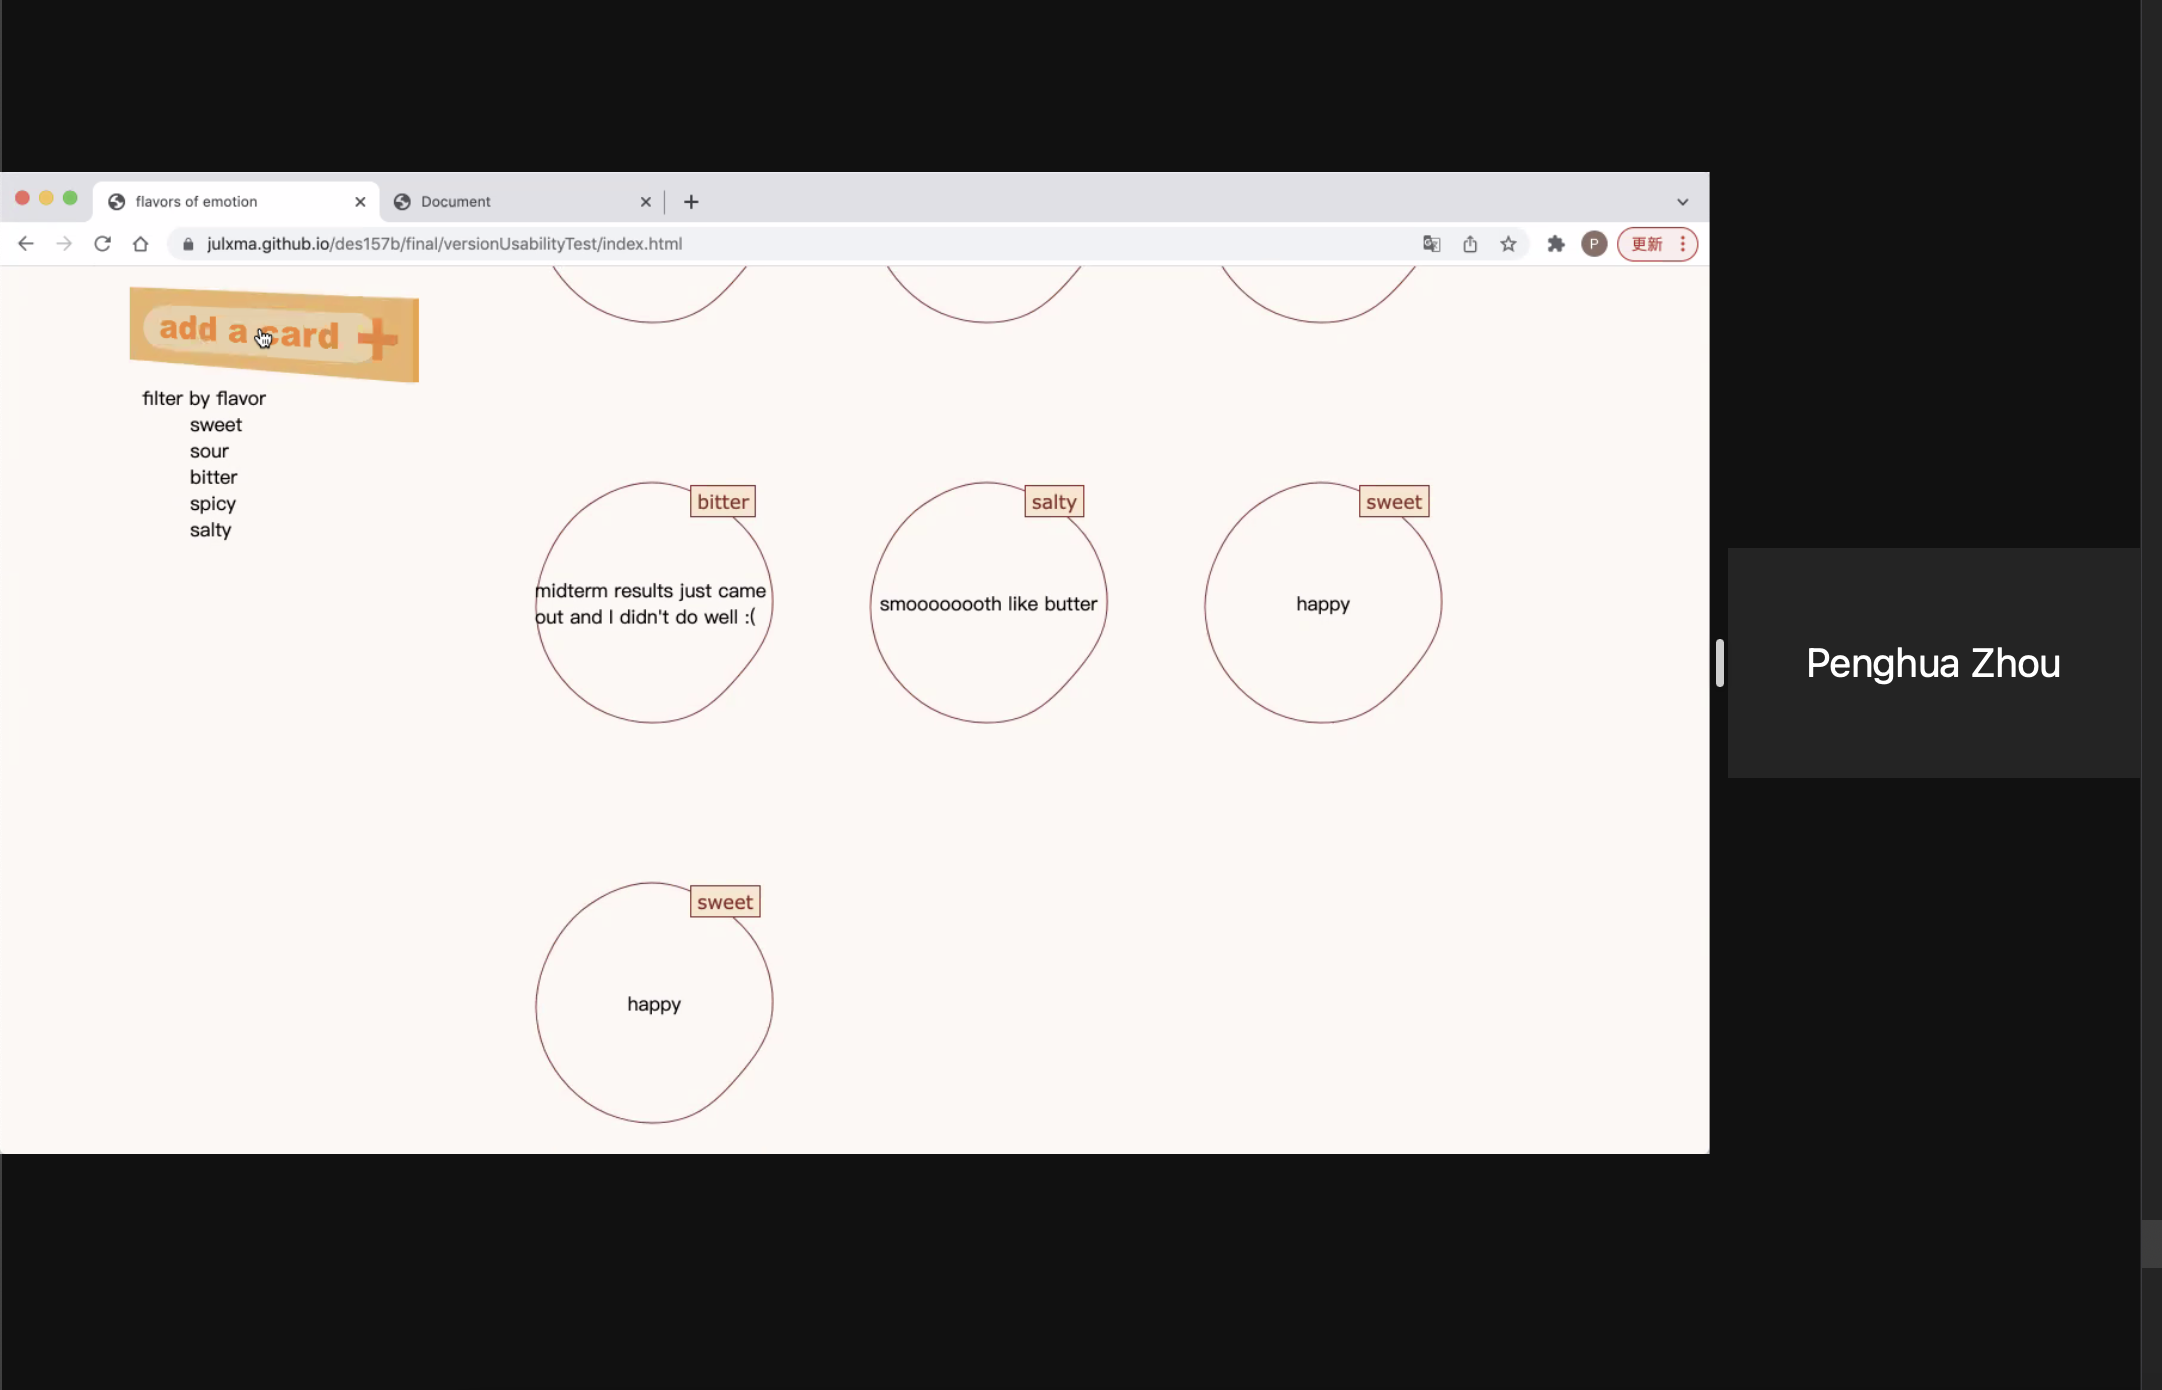 flavors of emotion
Document
julxma.github.io/des157b/final/versionUsabilityTest/index.html
P
更新
add a card +
filter by flavor
sweet
sour
bitter
spicy
salty
bitter
midterm results just came
out and I didn't do well :(
salty
smoooooooth like butter
sweet
happy
sweet
happy
Penghua Zhou